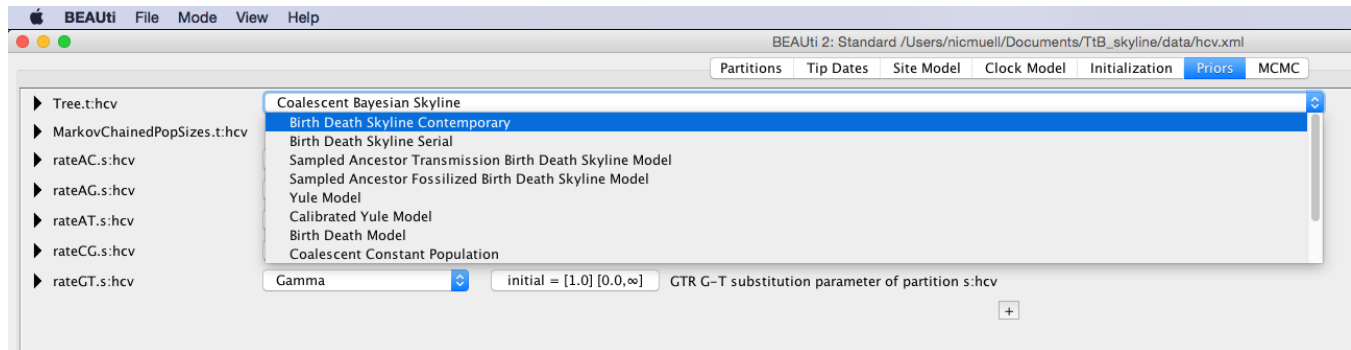 BEAUti File Mode View Help
BEAUti 2: Standard /Users/nicmuell/Documents/TtB_skyline/data/hcv.xml
Partitions Tip Dates Site Model Clock Model Initialization Priors MCMC
Tree.t:hcv Coalescent Bayesian Skyline
Birth Death Skyline Contemporary
MarkovChainedPopSizes.t:hcv Birth Death Skyline Serial
rateAC.s:hcv Sampled Ancestor Transmission Birth Death Skyline Model
Sampled Ancestor Fossilized Birth Death Skyline Model
rateAG.s:hcv
Yule Model
rateAT.s:hcv Calibrated Yule Model
Birth Death Model
rateCG.s:hcv Coalescent Constant Population
rateGT.s:hcv Gamma initial = [1.0] [0.0,∞] GTR G-T substitution parameter of partition s:hcv
+